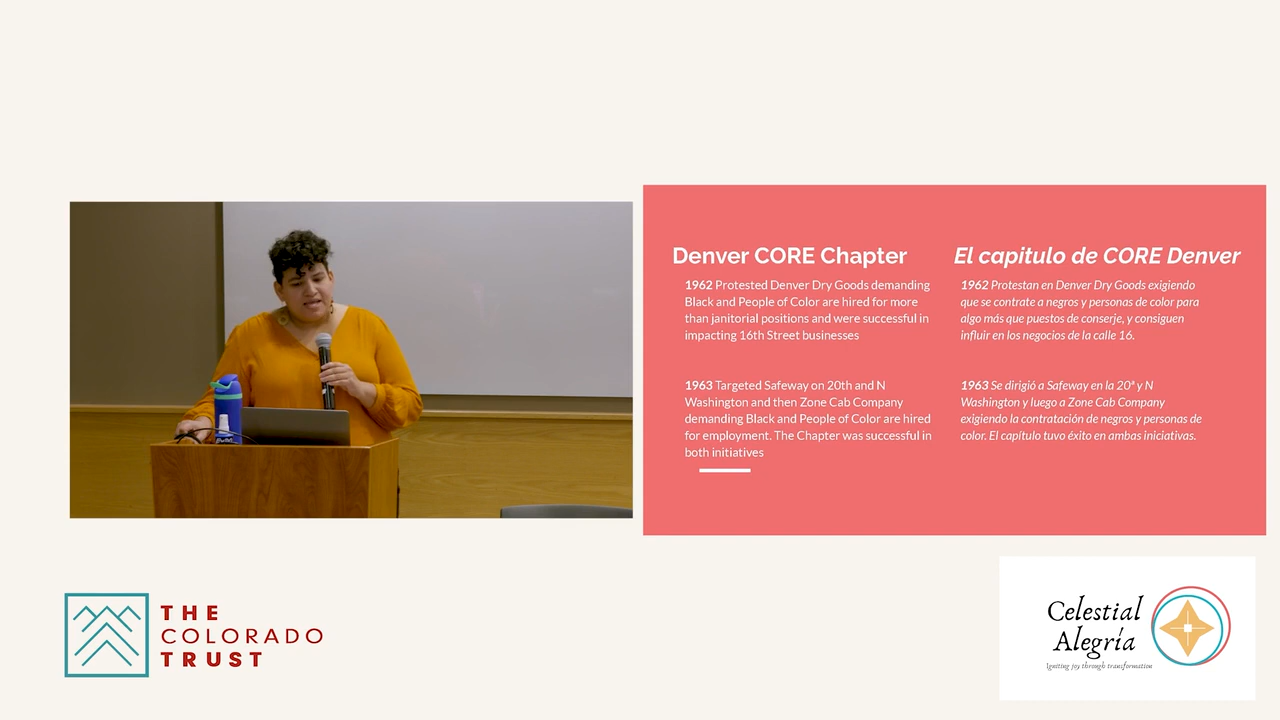 Denver CORE Chapter
1962 Protested Denver Dry Goods demanding
Black and People of Color are hired for more
than janitorial positions and were successful in
impacting 16th Street businesses
1963 Targeted Safeway on 20th and N
Washington and then Zone Cab Company
demanding Black and People of Color are hired
for employment. The Chapter was successful in
both initiatives
El capitulo de CORE Denver
1962 Protestan en Denver Dry Goods exigiendo
que se contrate a negros y personas de color para
algo más que puestos de conserje, y consiguen
influir en los negocios de la calle 16.
1963 Se dirigió a Safeway en la 20ª y N
Washington y luego a Zone Cab Company
exigiendo la contratación de negros y personas de
color. El capítulo tuvo éxito en ambas iniciativas.
THE
COLORADO
TRUST
Celestial
Alegría
Igniting joy through transformation